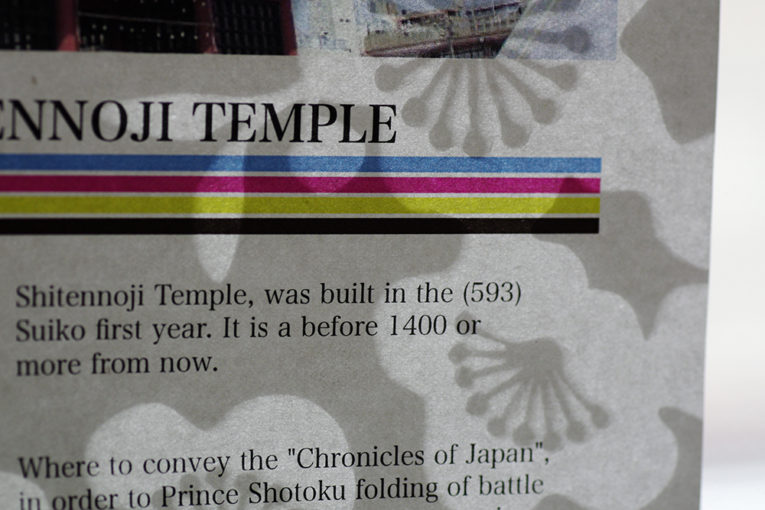 ENNOJI TEMPLE
Shitennoji Temple, was built in the (593)
Suiko first year. It is a before 1400 or
more from now.
Where to convey the "Chronicles of Japan",
in order to Prince Shotoku folding of battle